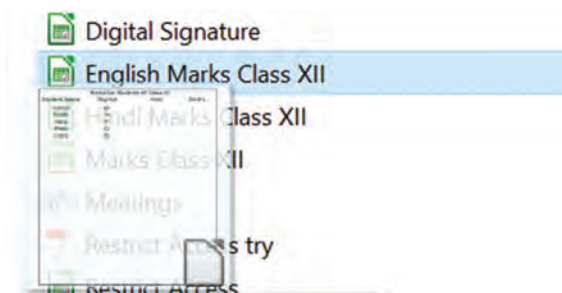 Digital Signature
English Marks Class XII
Hindi Marks Class XII
Marks Class XII
Meetings
Restrict Access try
Restrict Access